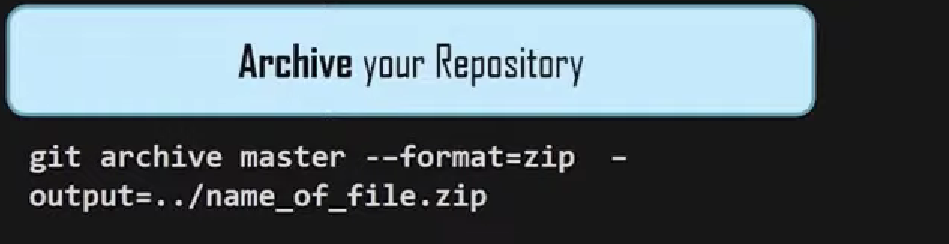 Archive your Repository
git archive master --format=zip  –
output=../name_of_file.zip